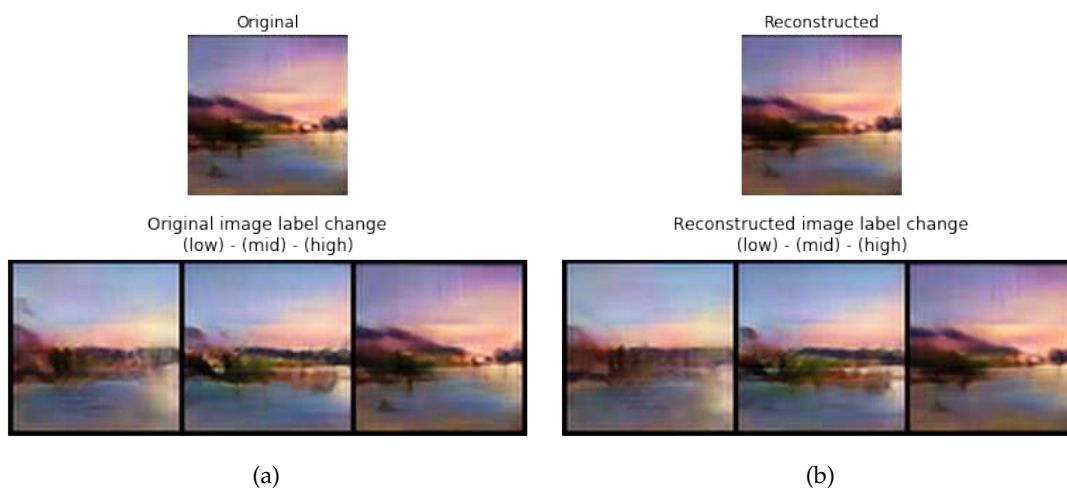 Original
Reconstructed
Original image label change
(low) - (mid) - (high)
Reconstructed image label change
(low) - (mid) - (high)
(a)
(b)